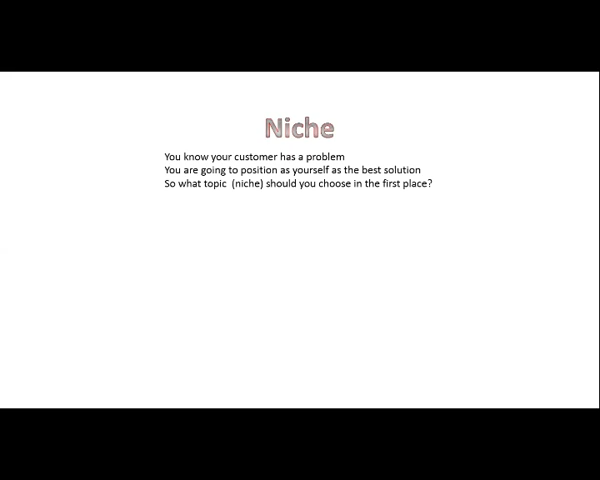 Niche
You know your customer has a problem
You are going to position as yourself as the best solution
So what topic  (niche) should you choose in the first place?